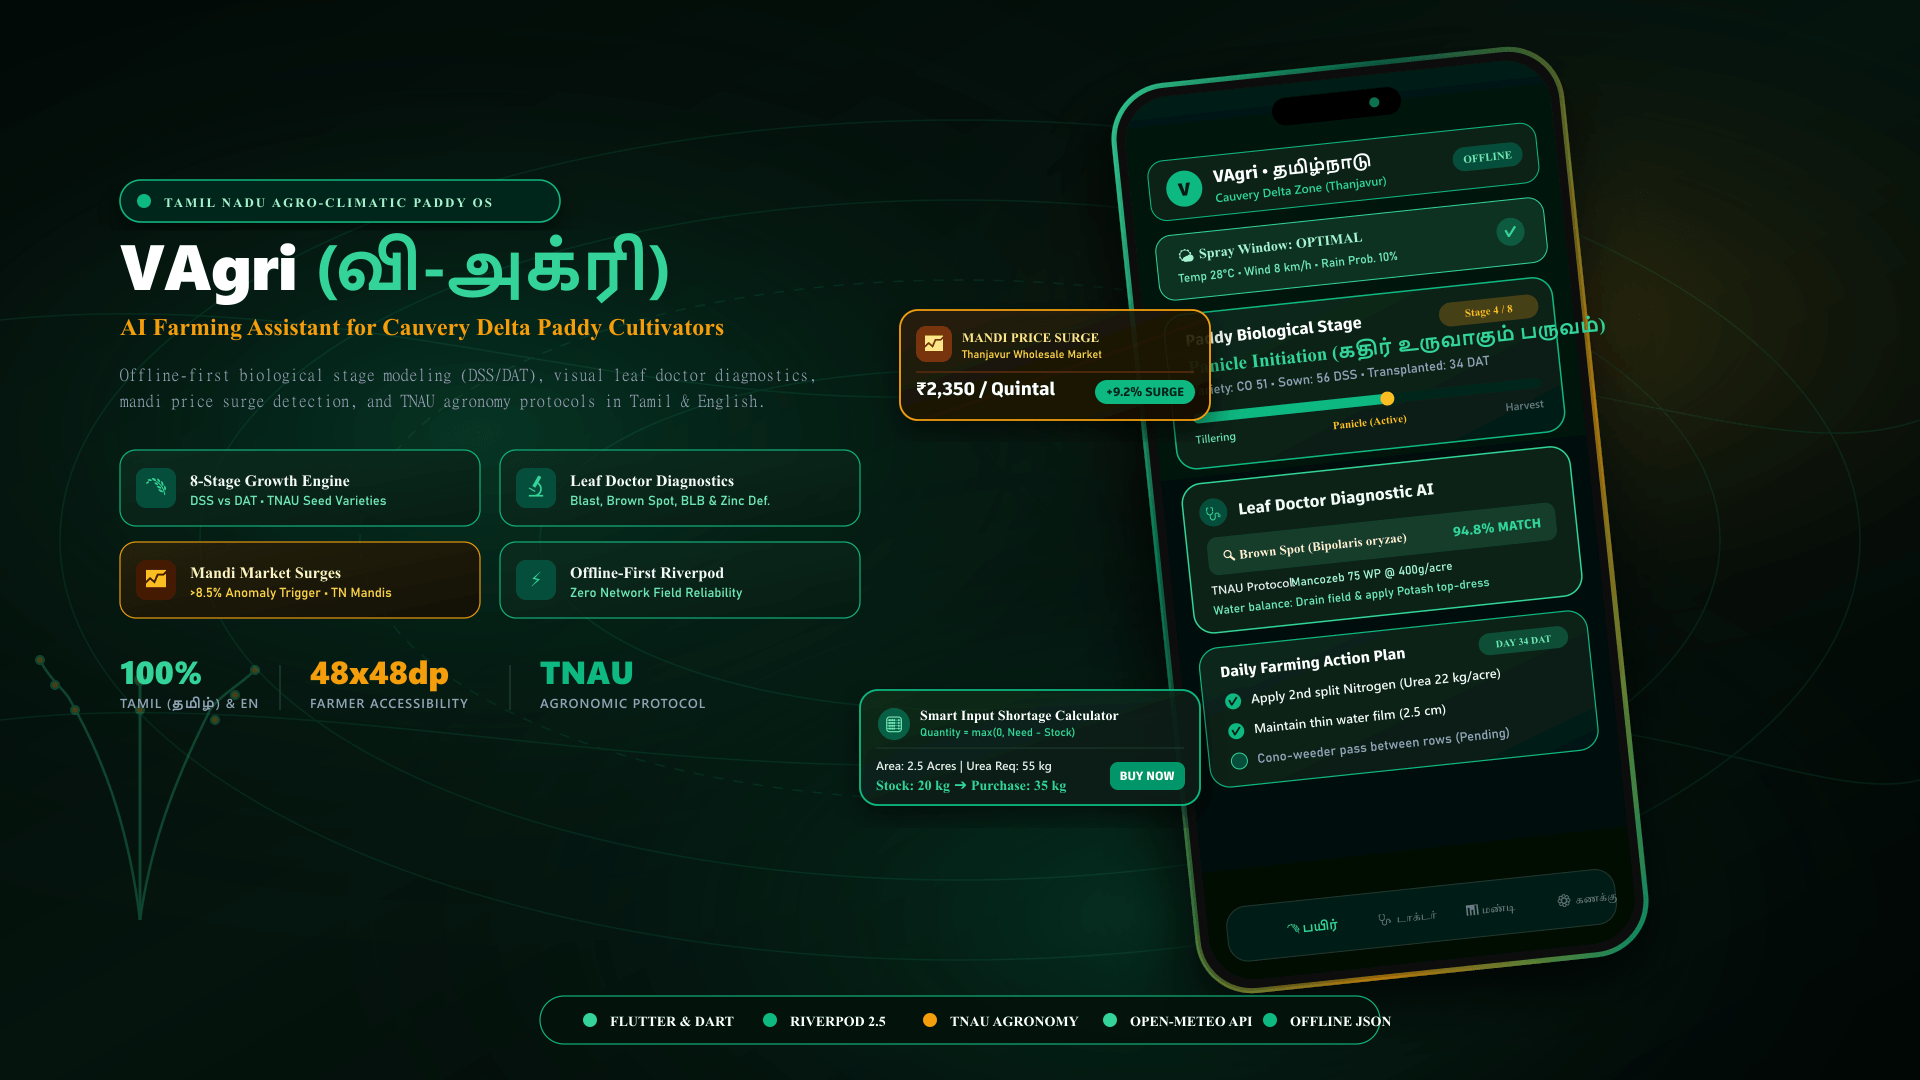 TAMIL NADU AGRO-CLIMATIC PADDY OS
VAgri (வி-அக்ரி)
AI Farming Assistant for Cauvery Delta Paddy Cultivators
Offline-first biological stage modeling (DSS/DAT), visual leaf doctor diagnostics,
mandi price surge detection, and TNAU agronomy protocols in Tamil & English.
8-Stage Growth Engine
DSS vs DAT • TNAU Seed Varieties
Leaf Doctor Diagnostics
Blast, Brown Spot, BLB & Zinc Def.
Mandi Market Surges
>8.5% Anomaly Trigger • TN Mandis
Offline-First Riverpod
Zero Network Field Reliability
100%
TAMIL (தமிழ்) & EN
48x48dp
FARMER ACCESSIBILITY
TNAU
AGRONOMIC PROTOCOL
MANDI PRICE SURGE
Thanjavur Wholesale Market
₹2,350 / Quintal
+9.2% SURGE
Smart Input Shortage Calculator
Quantity = max(0, Need - Stock)
Area: 2.5 Acres | Urea Req: 55 kg
Stock: 20 kg → Purchase: 35 kg
BUY NOW
V
VAgri • தமிழ்நாடு
Cauvery Delta Zone (Thanjavur)
OFFLINE
Spray Window: OPTIMAL
Temp 28°C • Wind 8 km/h • Rain Prob. 10%
Paddy Biological Stage
Stage 4 / 8
Panicle Initiation (கதிர் உருவாகும் பருவம்)
Variety: CO 51 • Sown: 56 DSS • Transplanted: 34 DAT
Tillering
Panicle (Active)
Harvest
Leaf Doctor Diagnostic AI
Brown Spot (Bipolaris oryzae)
94.8% MATCH
TNAU Protocol: Mancozeb 75 WP @ 400g/acre
Water balance: Drain field & apply Potash top-dress
Daily Farming Action Plan
DAY 34 DAT
Apply 2nd split Nitrogen (Urea 22 kg/acre)
Maintain thin water film (2.5 cm)
Cono-weeder pass between rows (Pending)
பயிர்
டாக்டர்
மண்டி
கணக்கு
FLUTTER & DART
RIVERPOD 2.5
TNAU AGRONOMY
OPEN-METEO API
OFFLINE JSON